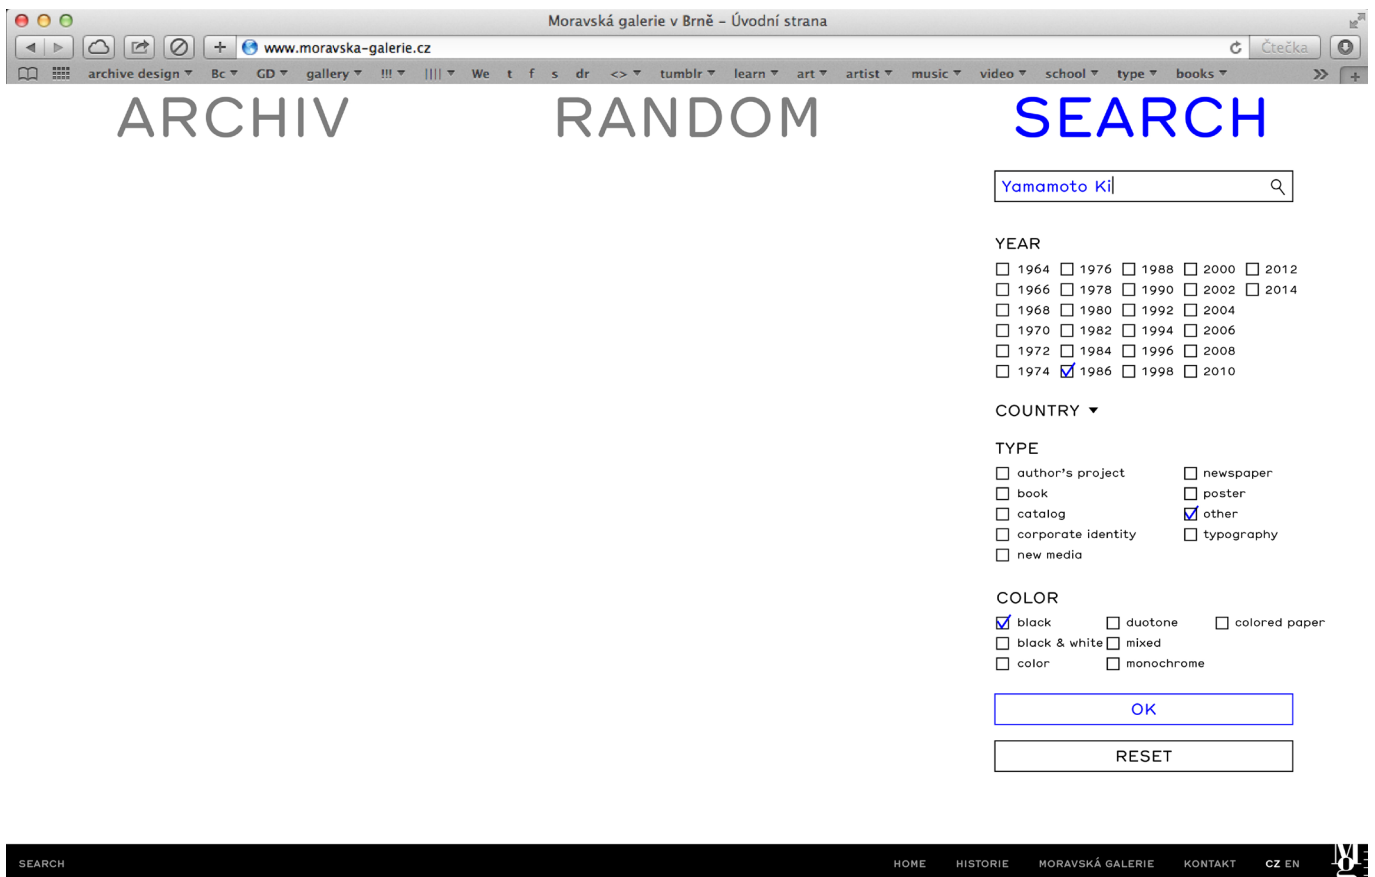 Moravská galerie v Brně – Úvodní strana
www.moravska-galerie.cz
Čtečka
archive design Bc GD gallery !!! |||| We t f s dr <> tumblr learn art artist music video school type books
ARCHIV RANDOM SEARCH
Yamamoto Ki
YEAR
1964 1976 1988 2000 2012
1966 1978 1990 2002 2014
1968 1980 1992 2004
1970 1982 1994 2006
1972 1984 1996 2008
1974 1986 1998 2010
COUNTRY
TYPE
author's project newspaper
book poster
catalog other
corporate identity typography
new media
COLOR
black duotone colored paper
black & white mixed
color monochrome
OK
RESET
SEARCH HOME HISTORIE MORAVSKÁ GALERIE KONTAKT CZ EN
Mg